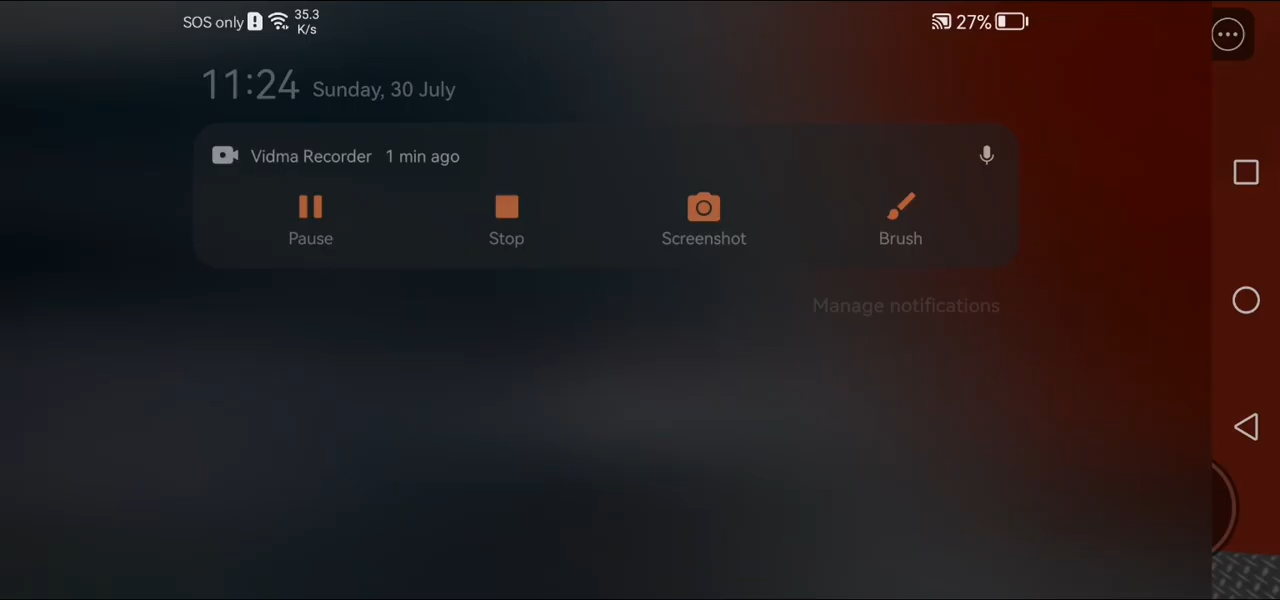 SOS only 35.3 K/s 27%
11:24 Sunday, 30 July
Vidma Recorder 1 min ago
Pause Stop Screenshot Brush
Manage notifications